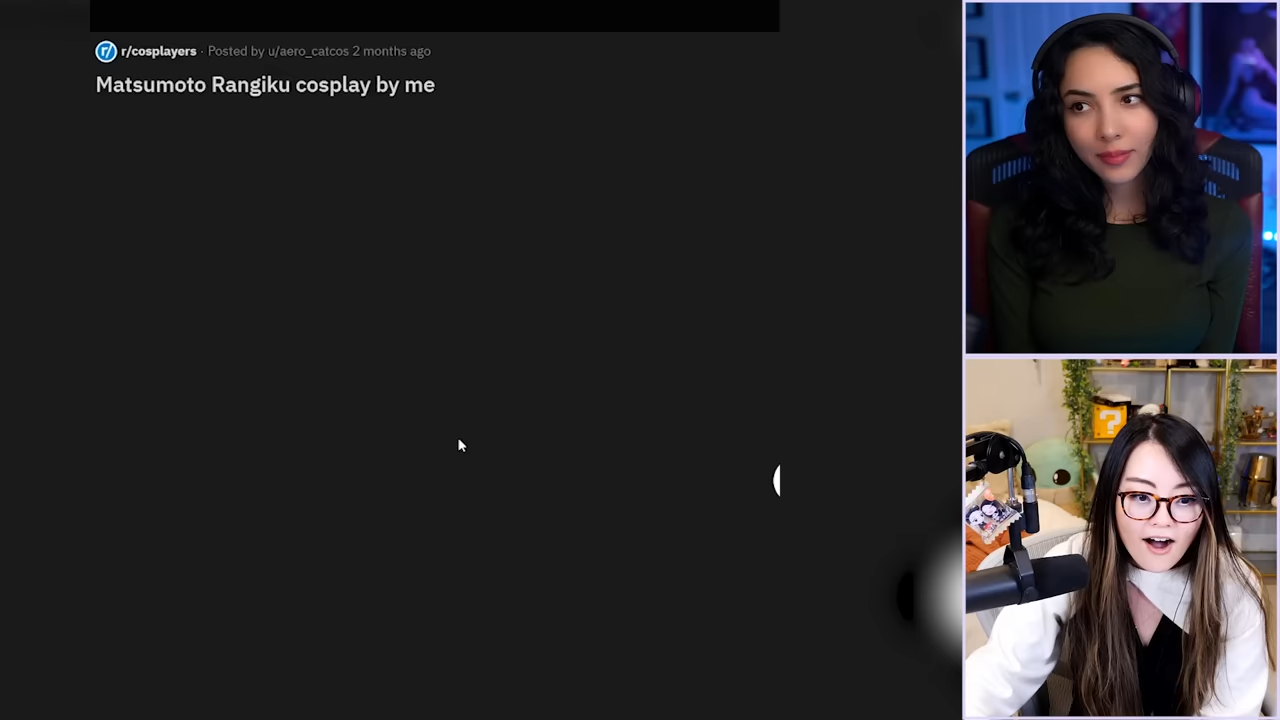 r/cosplayers · Posted by u/aero_catcos 2 months ago
Matsumoto Rangiku cosplay by me
?